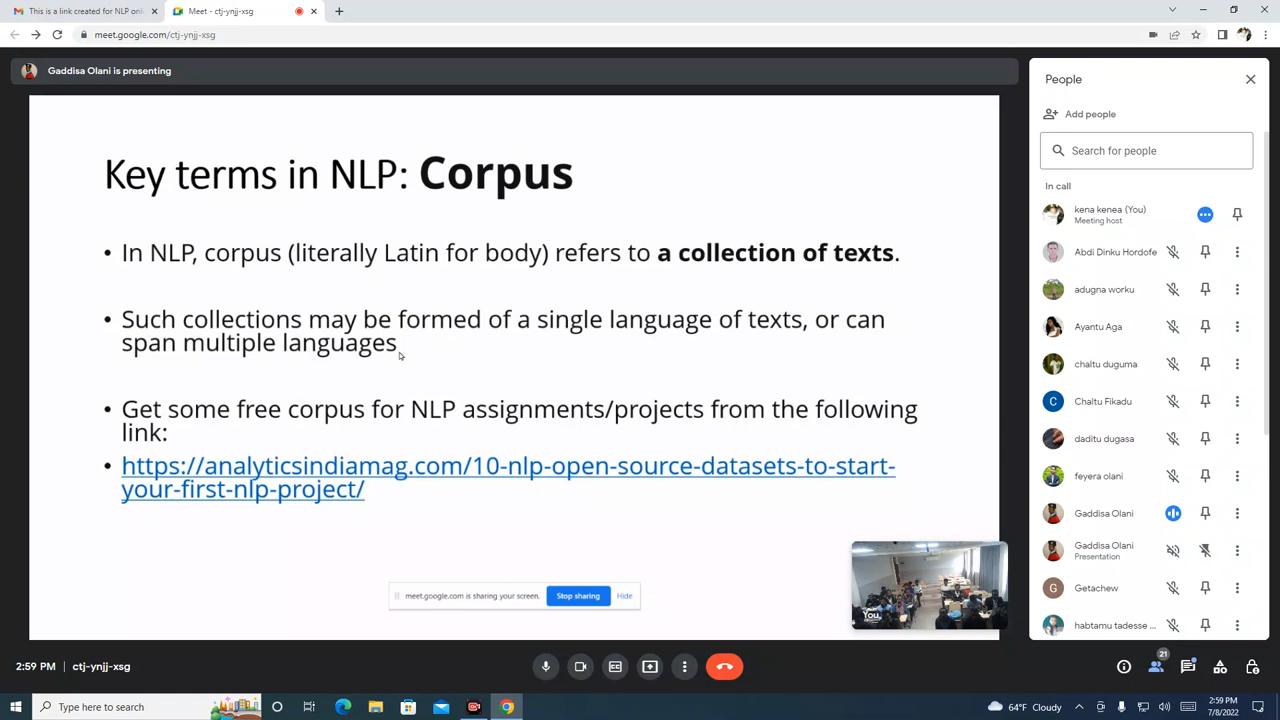 This is a link created for NLP onli
Meet - ctj-ynjj-xsg
meet.google.com/ctj-ynjj-xsg
Gaddisa Olani is presenting
Key terms in NLP: Corpus
• In NLP, corpus (literally Latin for body) refers to a collection of texts.
• Such collections may be formed of a single language of texts, or can
span multiple languages
• Get some free corpus for NLP assignments/projects from the following
link:
• https://analyticsindiamag.com/10-nlp-open-source-datasets-to-start-
your-first-nlp-project/
meet.google.com is sharing your screen.
Stop sharing
Hide
You
People
Add people
Search for people
In call
kena kenea (You)
Meeting host
Abdi Dinku Hordofe
adugna worku
Ayantu Aga
chaltu duguma
C
Chaltu Fikadu
daditu dugasa
feyera olani
Gaddisa Olani
Gaddisa Olani
Presentation
G
Getachew
habtamu tadesse ...
2:59 PM | ctj-ynjj-xsg
21
Type here to search
64°F Cloudy
2:59 PM
7/8/2022